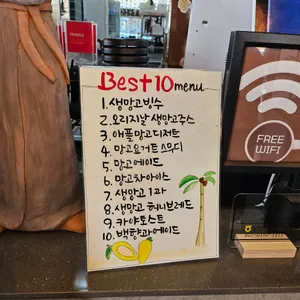 Best 10 menu
1. 생망고빙수
2. 오리지날 생망고주스
3. 애플망고디저트
4. 망고요거트 스무디
5. 망고에이드
6. 망고차아이스
7. 생망고 1과
8. 생망고 허니브레드
9. 카야토스트
10. 백향과에이드
FREE
WIFI